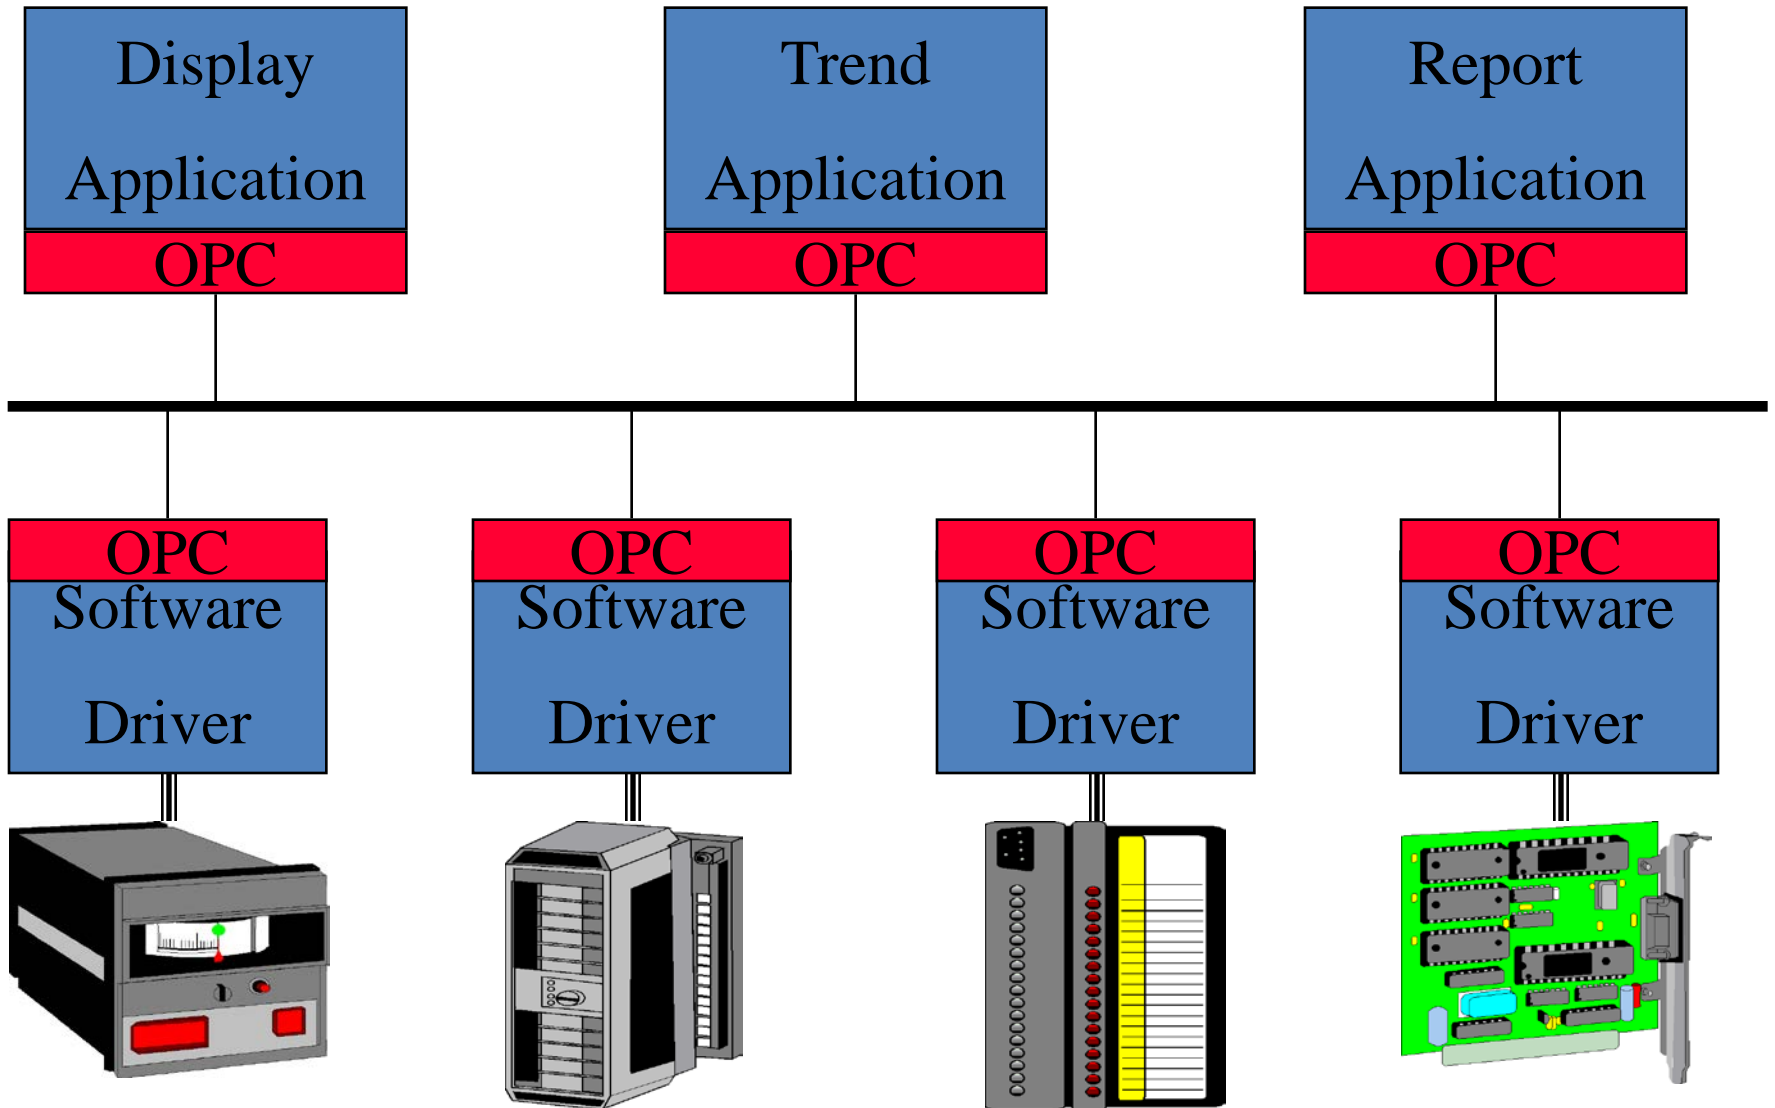 Display
Application
OPC
Trend
Application
OPC
Report
Application
OPC
OPC
Software
Driver
OPC
Software
Driver
OPC
Software
Driver
OPC
Software
Driver